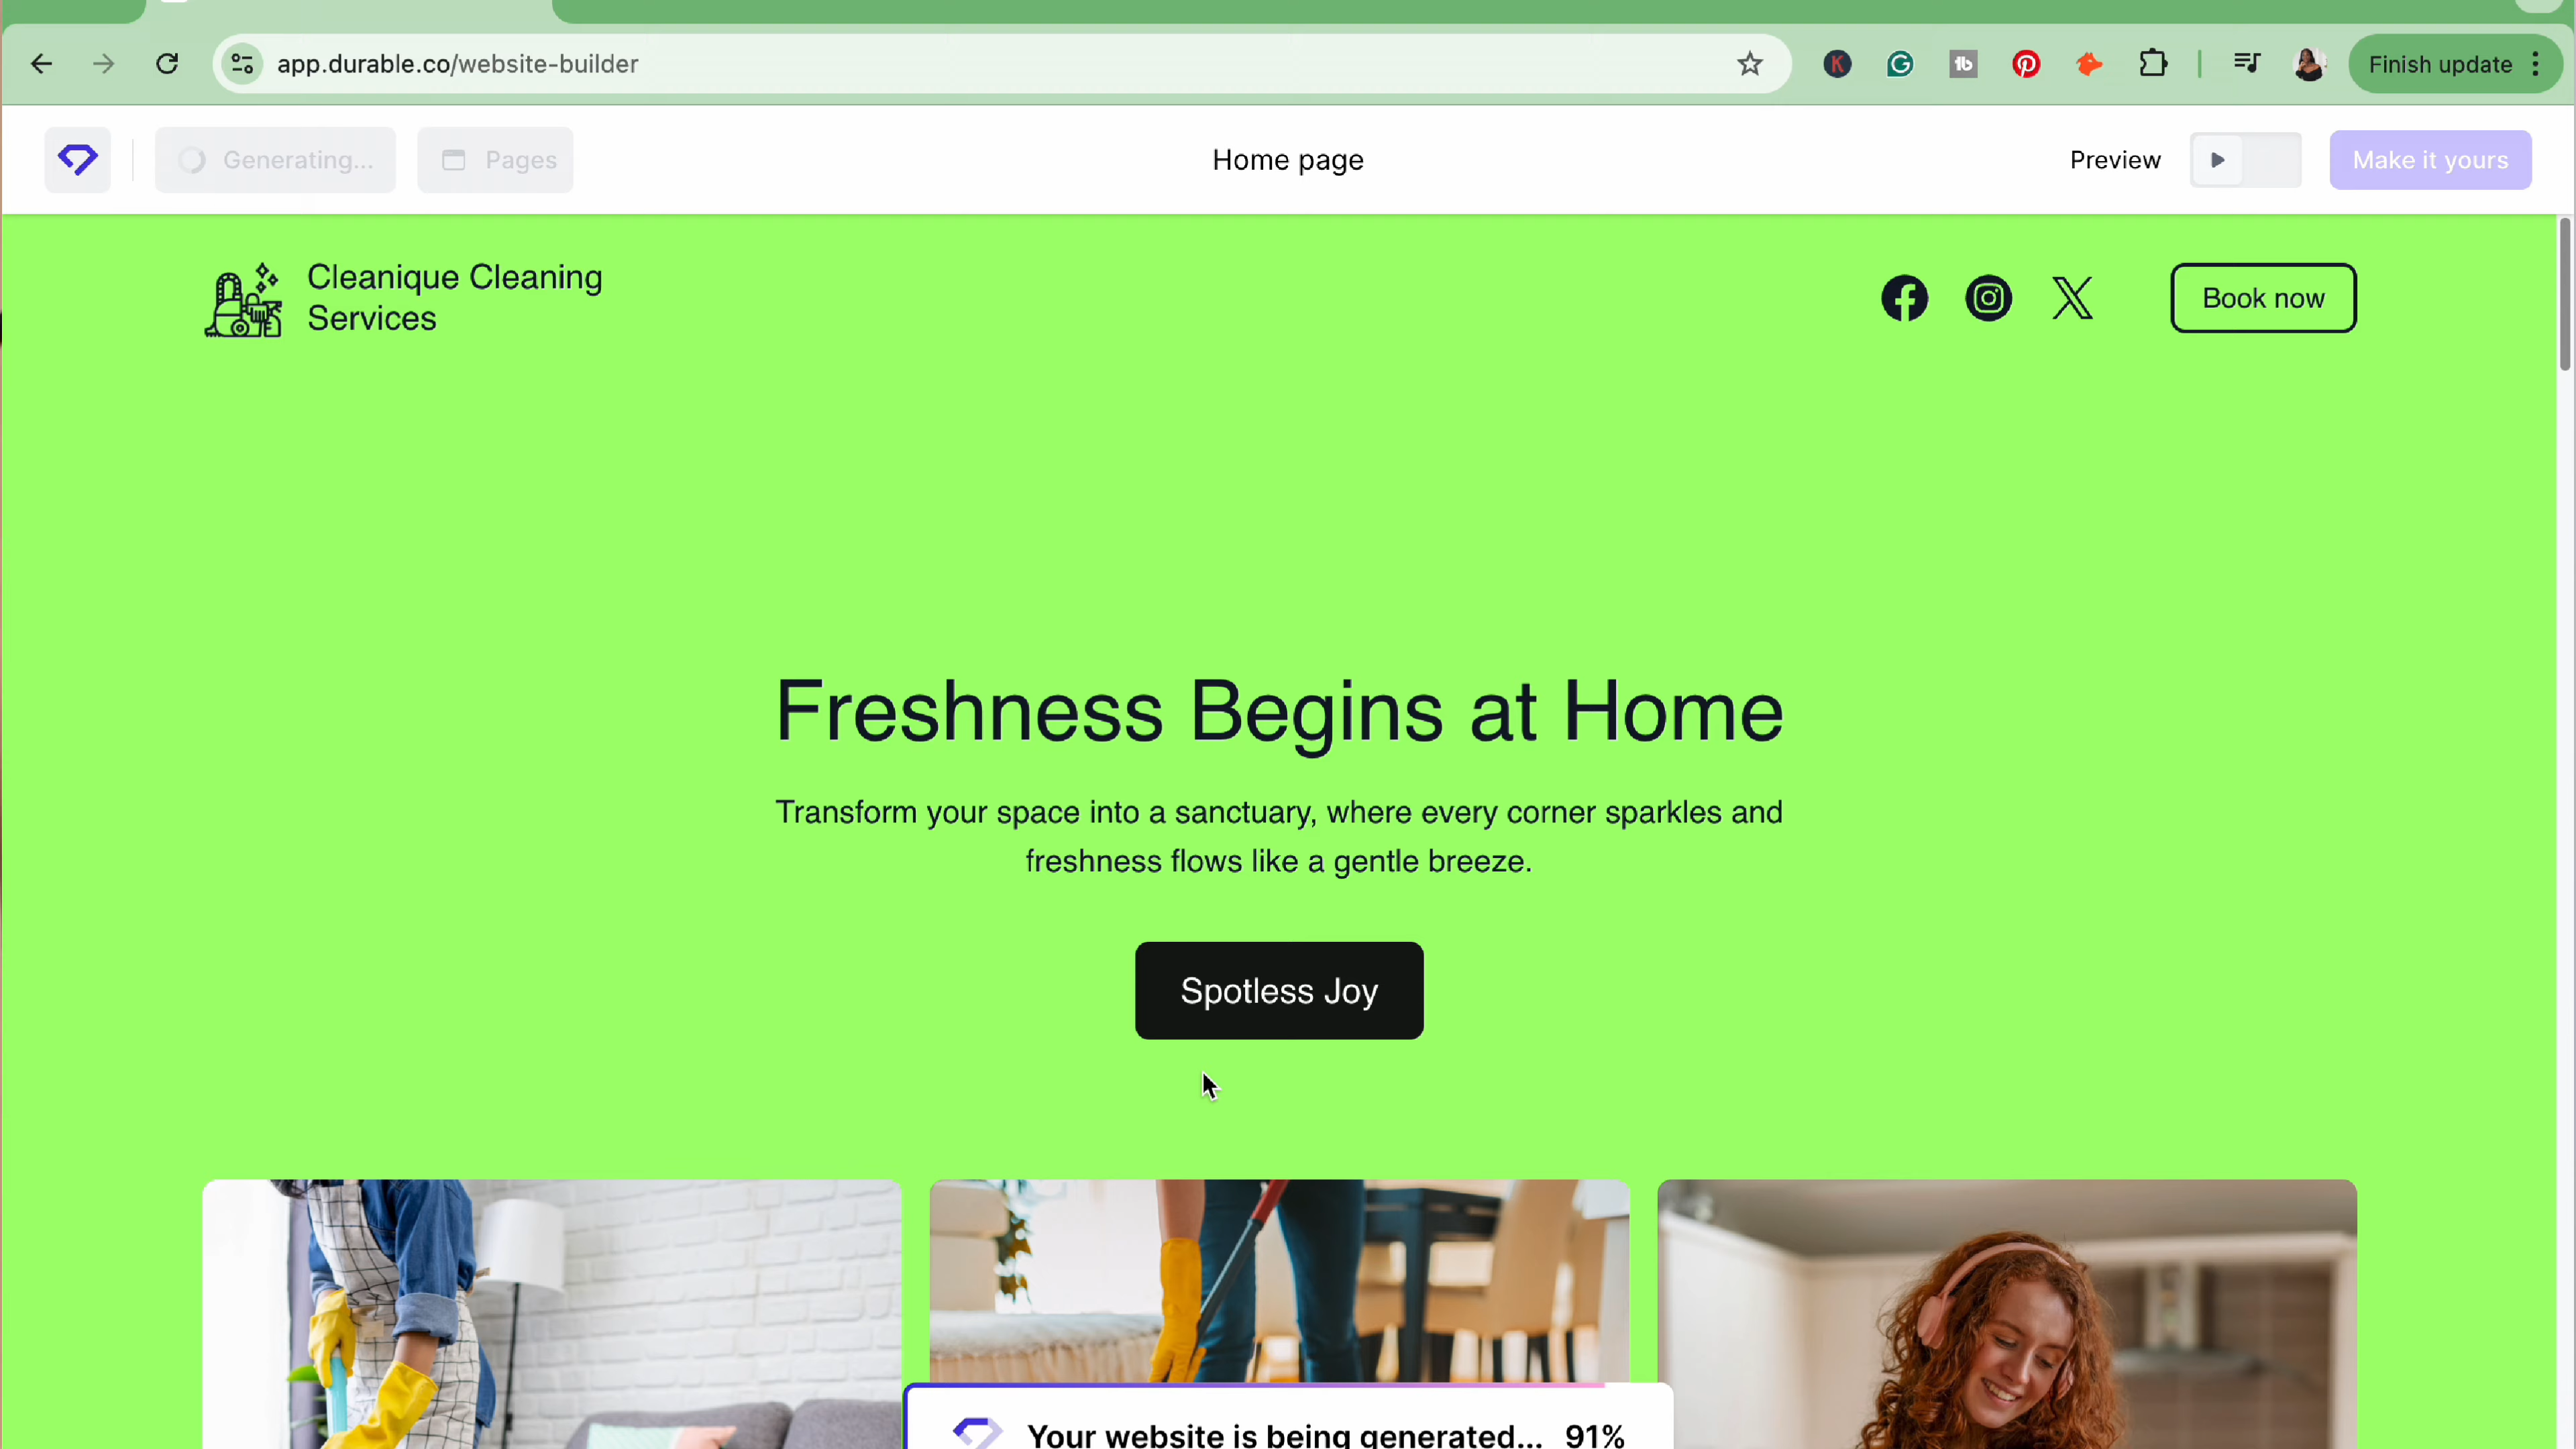 app.durable.co/website-builder
Finish update
Generating...
Pages
Home page
Preview
Make it yours
Cleanique Cleaning
Services
Book now
Freshness Begins at Home
Transform your space into a sanctuary, where every corner sparkles and
freshness flows like a gentle breeze.
Spotless Joy
Your website is being generated... 91%